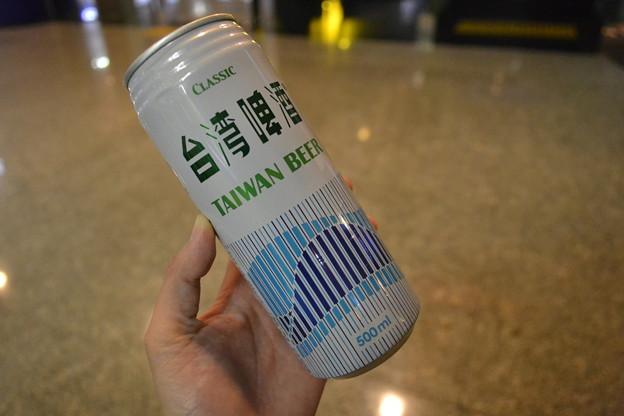 CLASSIC
台湾啤酒
TAIWAN BEER
500ml